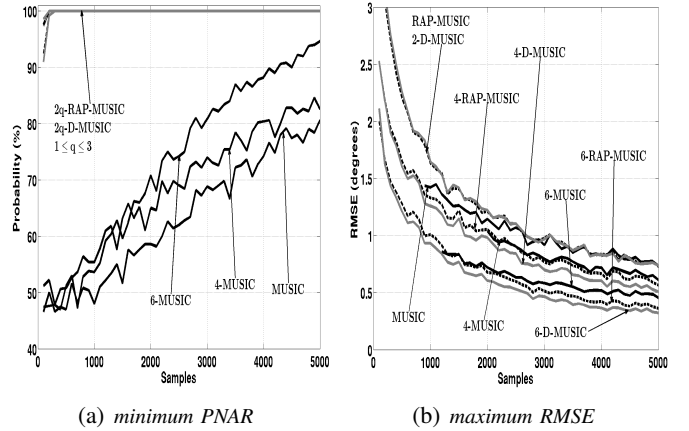 100
90
80
70
60
50
40
Probability (%)
2q-RAP-MUSIC
2q-D-MUSIC
1 ≤ q ≤ 3
6-MUSIC
4-MUSIC
MUSIC
0
1000
2000
3000
4000
5000
Samples
(a) minimum PNAR
3
2.5
2
1.5
1
0.5
0
RMSE (degrees)
RAP-MUSIC
2-D-MUSIC
4-D-MUSIC
4-RAP-MUSIC
6-RAP-MUSIC
6-MUSIC
MUSIC
4-MUSIC
6-D-MUSIC
0
1000
2000
3000
4000
5000
Samples
(b) maximum RMSE